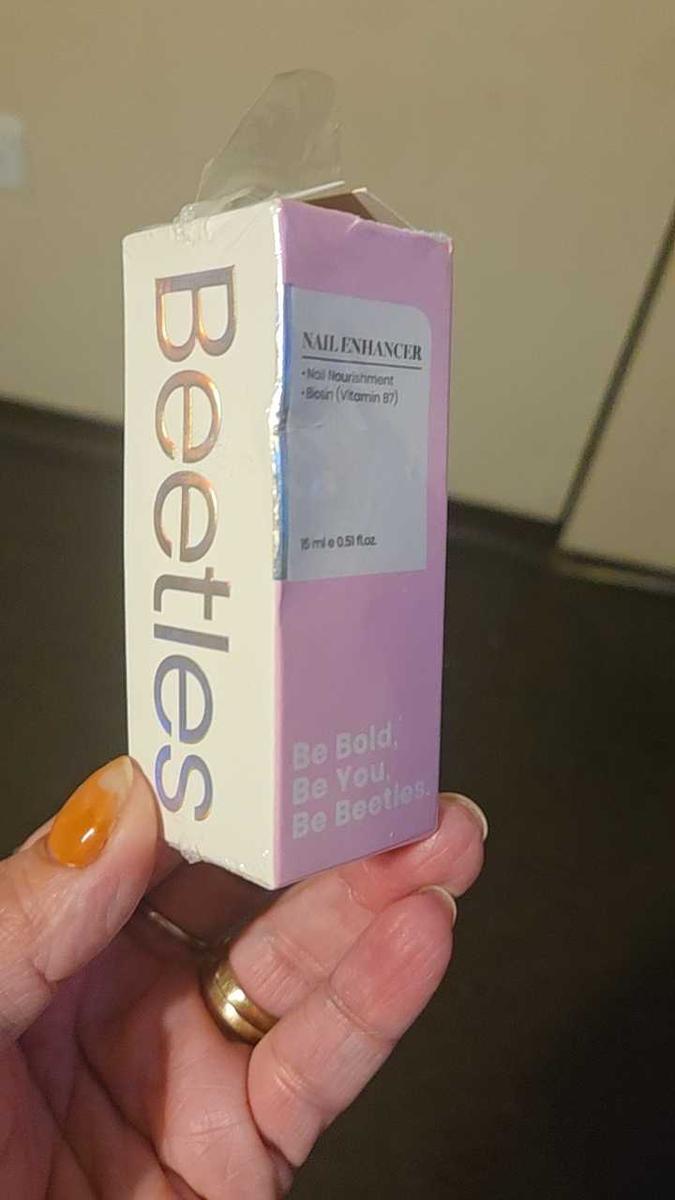 Beetles
NAIL ENHANCER
•Nail Nourishment
•Biotin (Vitamin B7)
15 ml e 0.51 fl.oz.
Be Bold,
Be You,
Be Beetles.